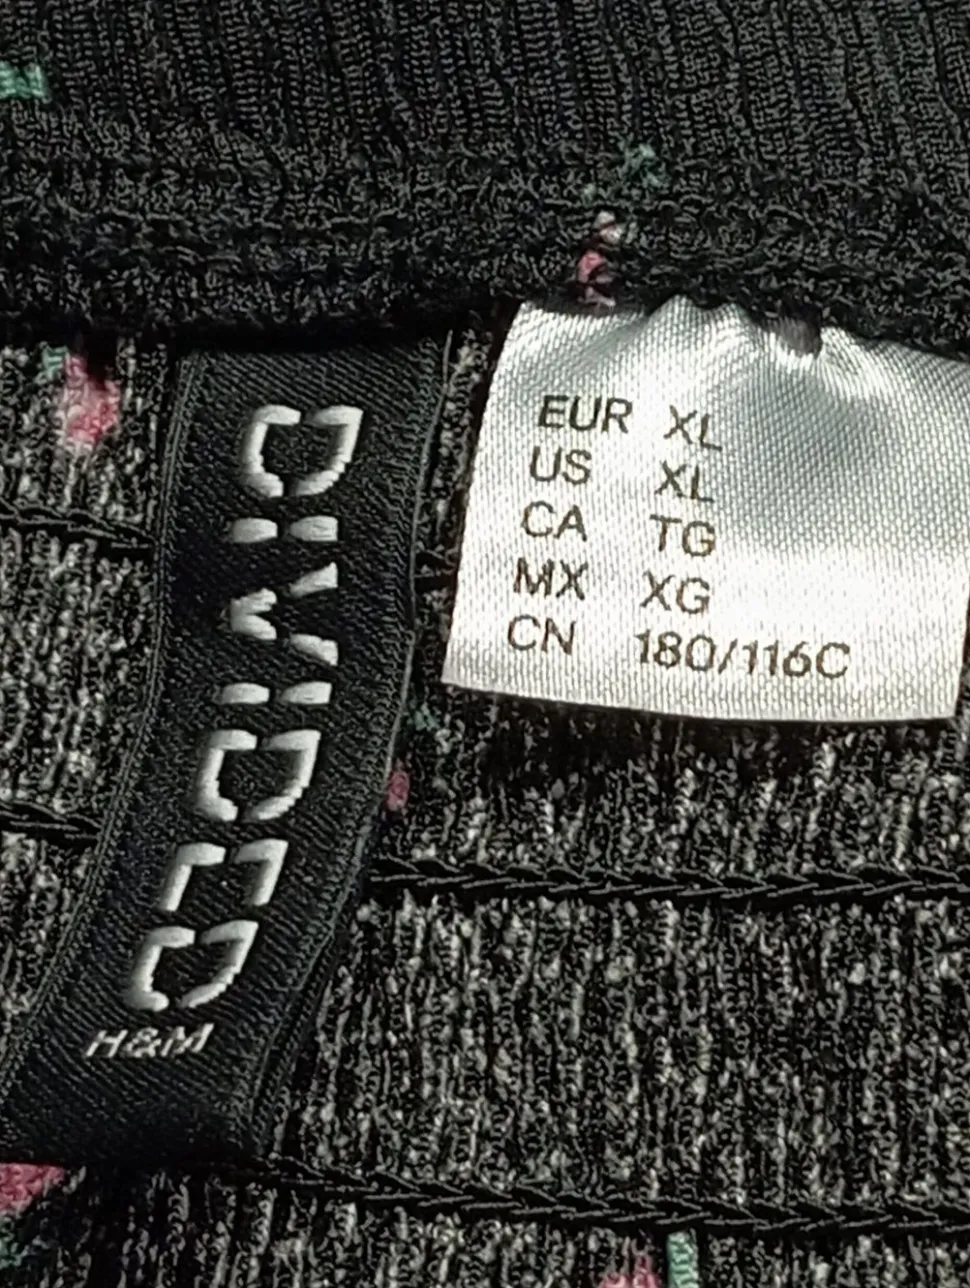 DIVIDED
H&M
EUR XL
US XL
CA TG
MX XG
CN 180/116C